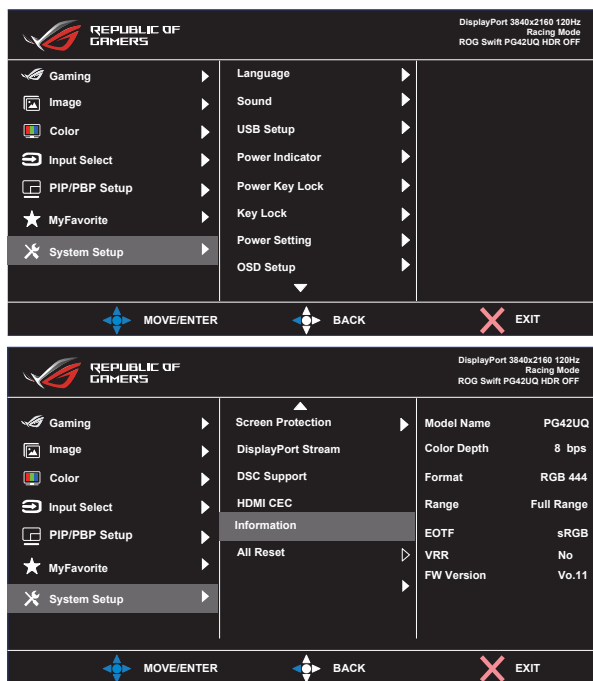 REPUBLIC OF
GAMERS
DisplayPort 3840x2160 120Hz
Racing Mode
ROG Swift PG42UQ HDR OFF
Gaming
Image
Color
Input Select
PIP/PBP Setup
MyFavorite
System Setup
Language
Sound
USB Setup
Power Indicator
Power Key Lock
Key Lock
Power Setting
OSD Setup
MOVE/ENTER
BACK
EXIT
REPUBLIC OF
GAMERS
DisplayPort 3840x2160 120Hz
Racing Mode
ROG Swift PG42UQ HDR OFF
Gaming
Image
Color
Input Select
PIP/PBP Setup
MyFavorite
System Setup
Screen Protection
DisplayPort Stream
DSC Support
HDMI CEC
Information
All Reset
Model Name PG42UQ
Color Depth 8 bps
Format RGB 444
Range Full Range
EOTF sRGB
VRR No
FW Version Vo.11
MOVE/ENTER
BACK
EXIT